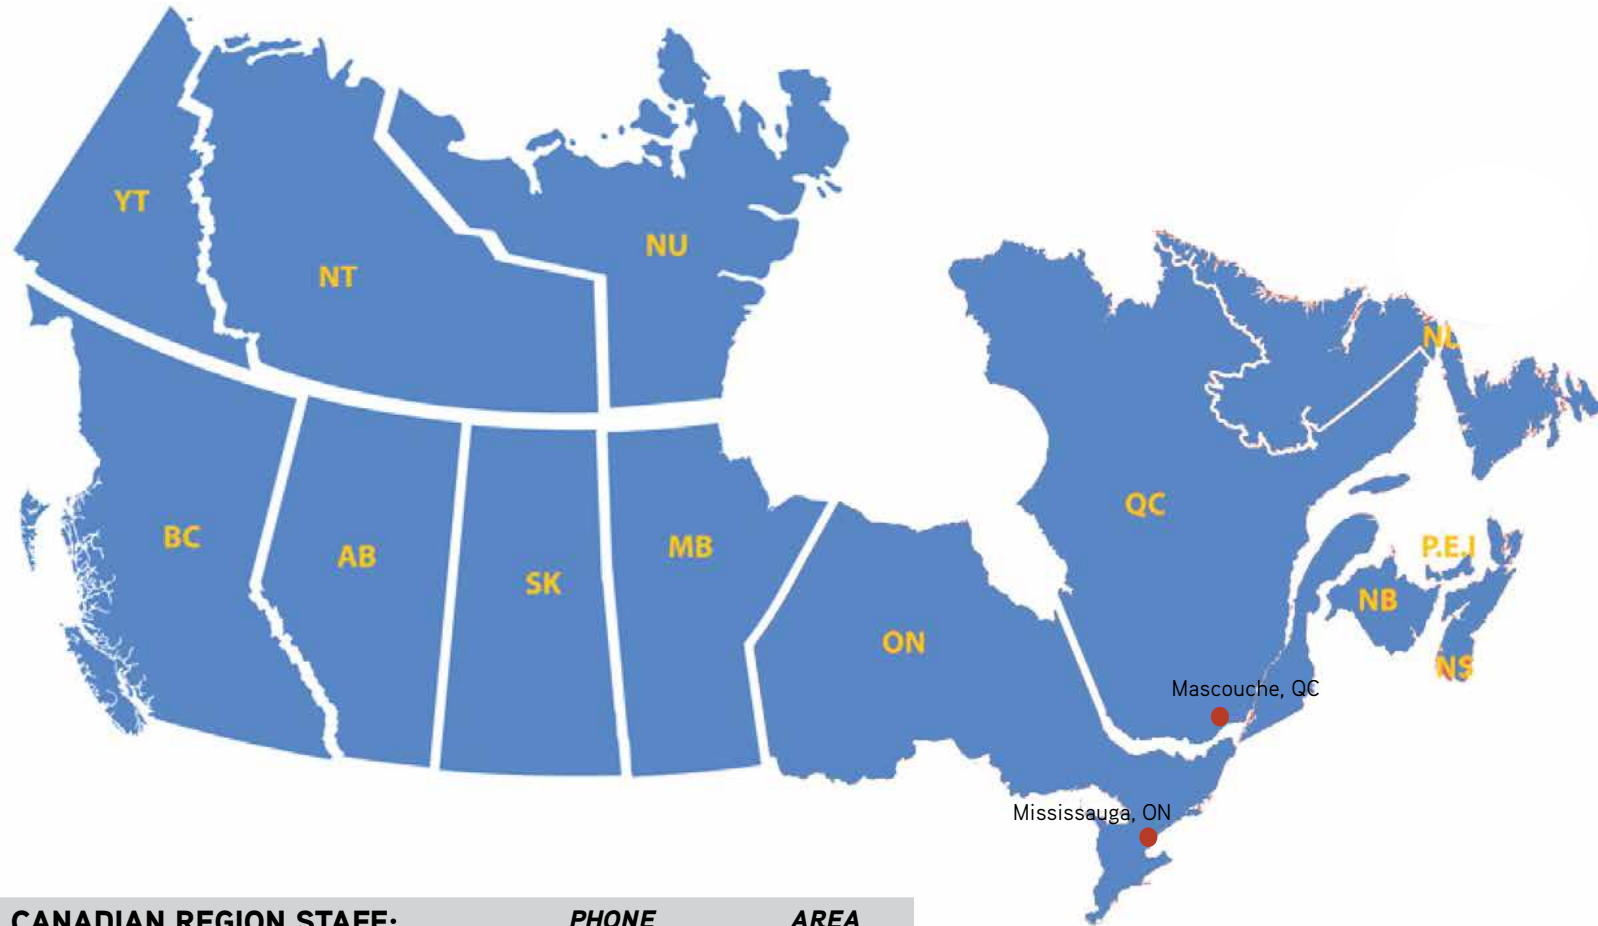 YT
NT
NU
NL
BC
AB
SK
MB
ON
QC
P.E.I
NB
NS
Mascouche, QC
Mississauga, ON
CANADIAN REGION STAFF: PHONE AREA